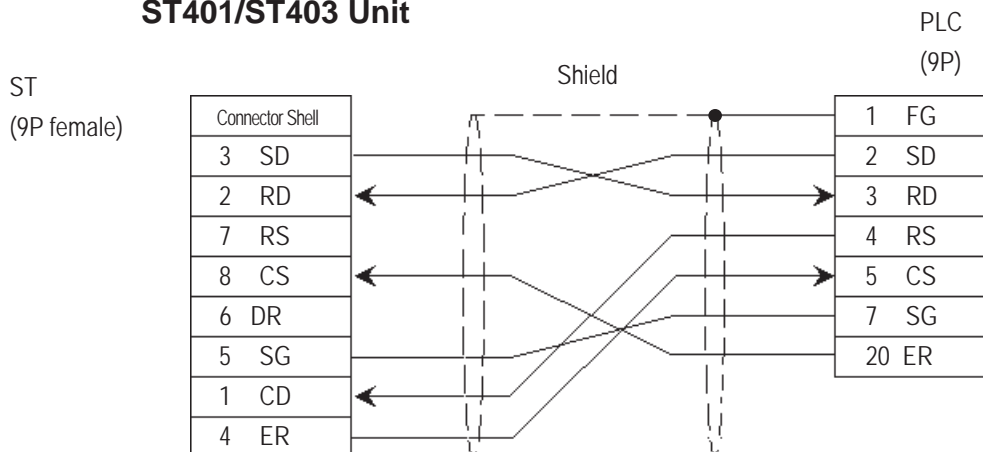 ST401/ST403 Unit
PLC
(9P)
Shield
ST
(9P female)
Connector Shell
3 SD
2 RD
7 RS
8 CS
6 DR
5 SG
1 CD
4 ER
1 FG
2 SD
3 RD
4 RS
5 CS
7 SG
20 ER